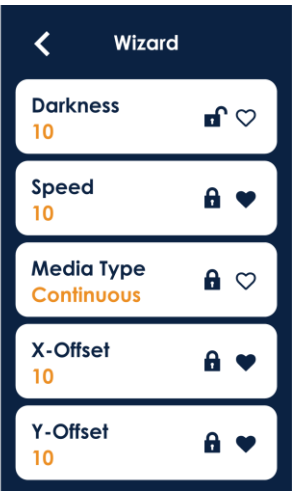 Wizard
Darkness
10
Speed
10
Media Type
Continuous
X-Offset
10
Y-Offset
10